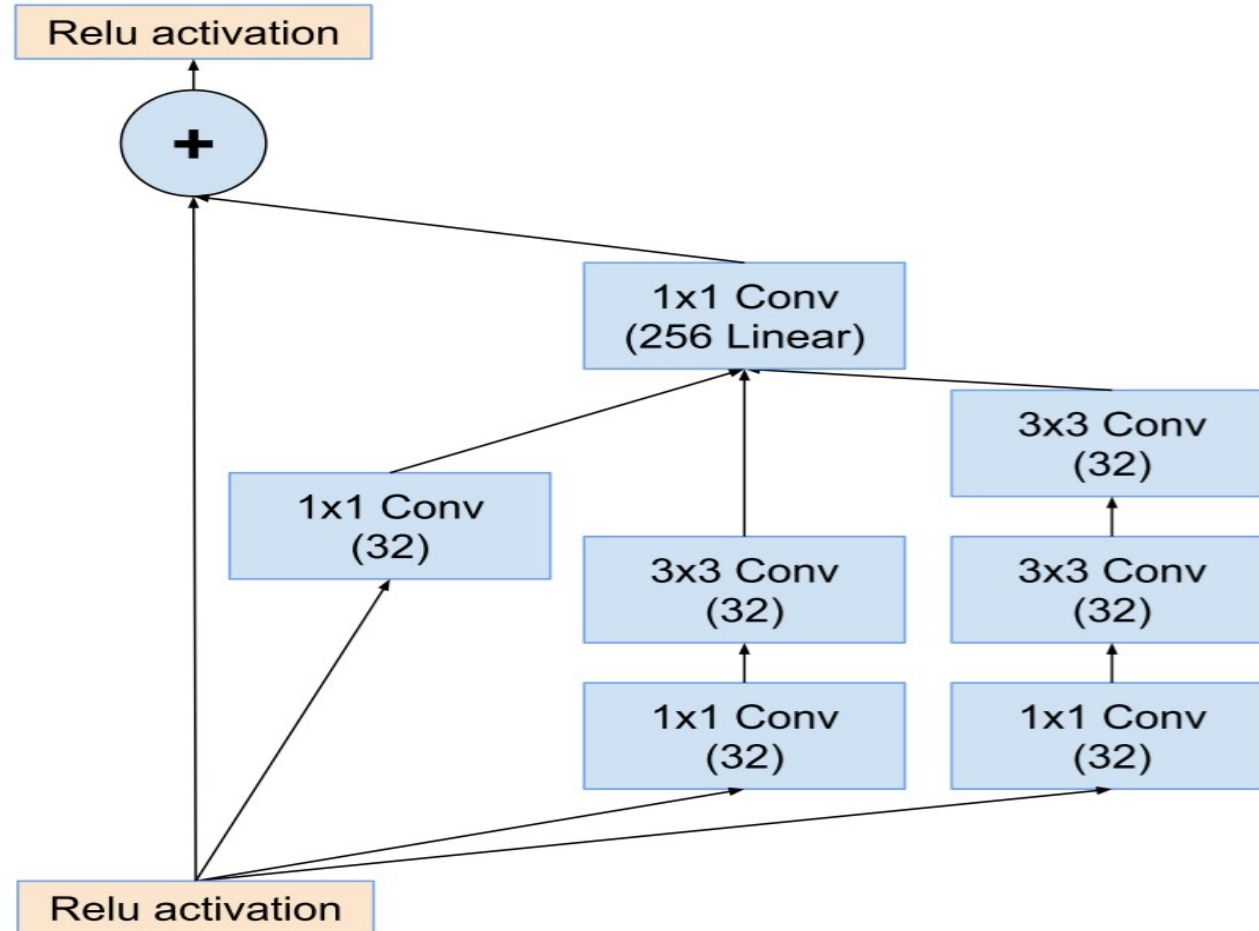 Relu activation
+
1x1 Conv
(256 Linear)
3x3 Conv
(32)
1x1 Conv
(32)
3x3 Conv
(32)
3x3 Conv
(32)
1x1 Conv
(32)
1x1 Conv
(32)
Relu activation